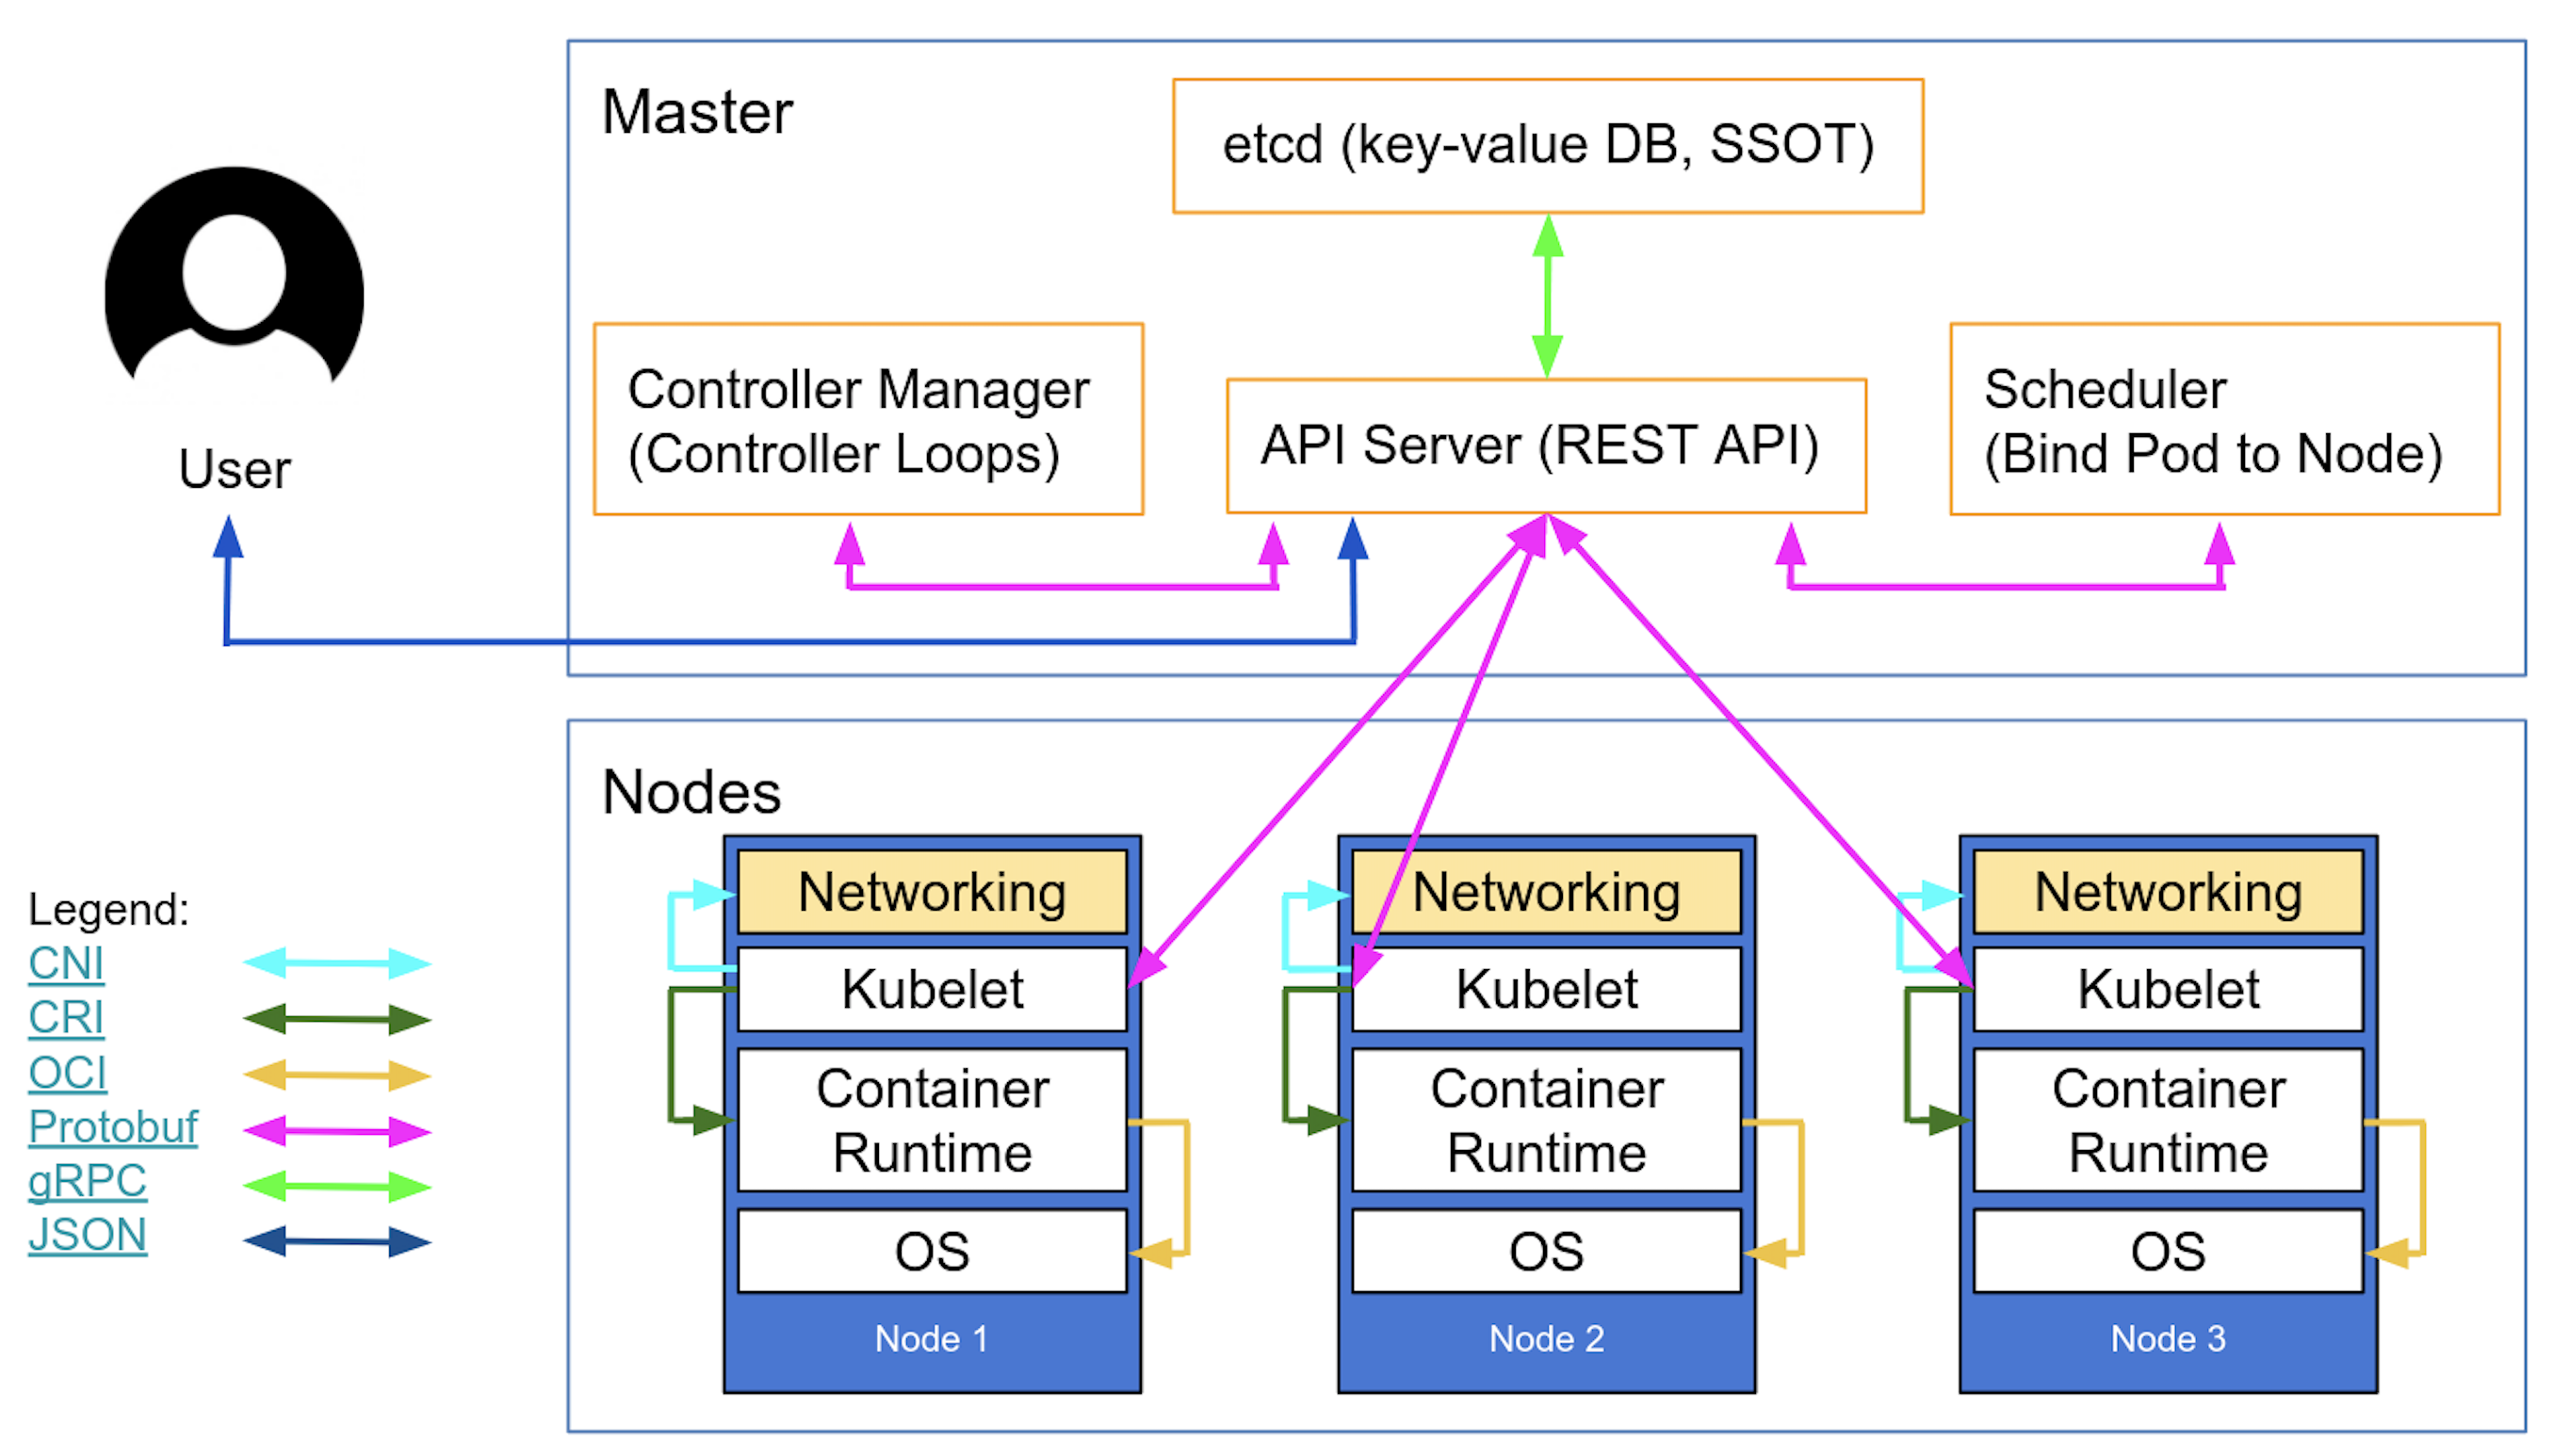 Master
etcd (key-value DB, SSOT)
Controller Manager
(Controller Loops)
API Server (REST API)
Scheduler
(Bind Pod to Node)
User
Nodes
Networking
Kubelet
Container
Runtime
OS
Node 1
Networking
Kubelet
Container
Runtime
OS
Node 2
Networking
Kubelet
Container
Runtime
OS
Node 3
Legend:
CNI
CRI
OCI
Protobuf
gRPC
JSON